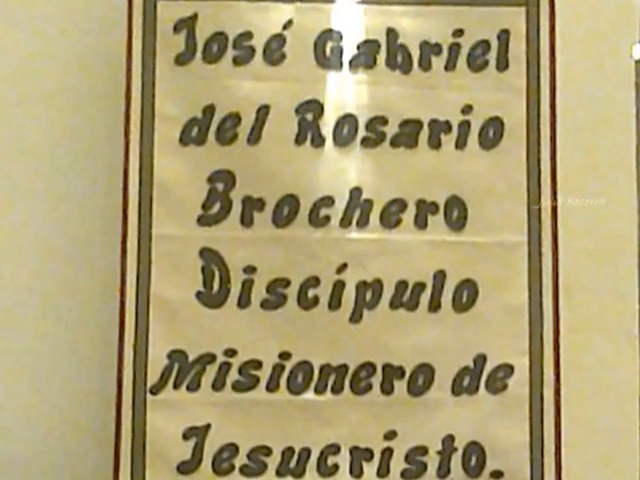 José Gabriel
del Rosario
Brochero
Discípulo
Misionero de
Jesucristo.